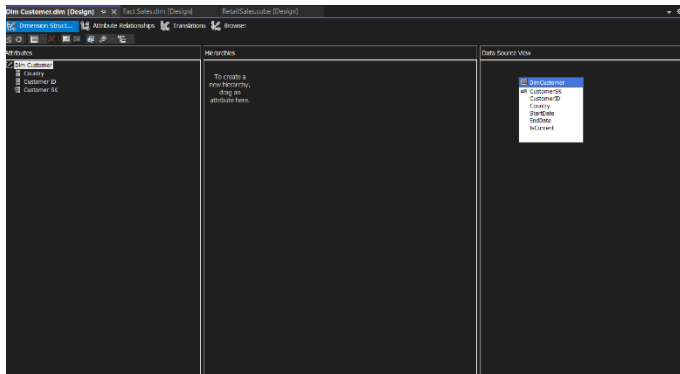 Dim Customer.dim [Design] Fact Sales.dim [Design] RetailSales.cube [Design]
Dimension Struct... Attribute Relationships Translations Browser
Attributes
Dim Customer
Country
Customer ID
Customer SK
Hierarchies
To create a
new hierarchy,
drag an
attribute here.
Data Source View
DimCustomer
CustomerSK
CustomerID
Country
StartDate
EndDate
IsCurrent